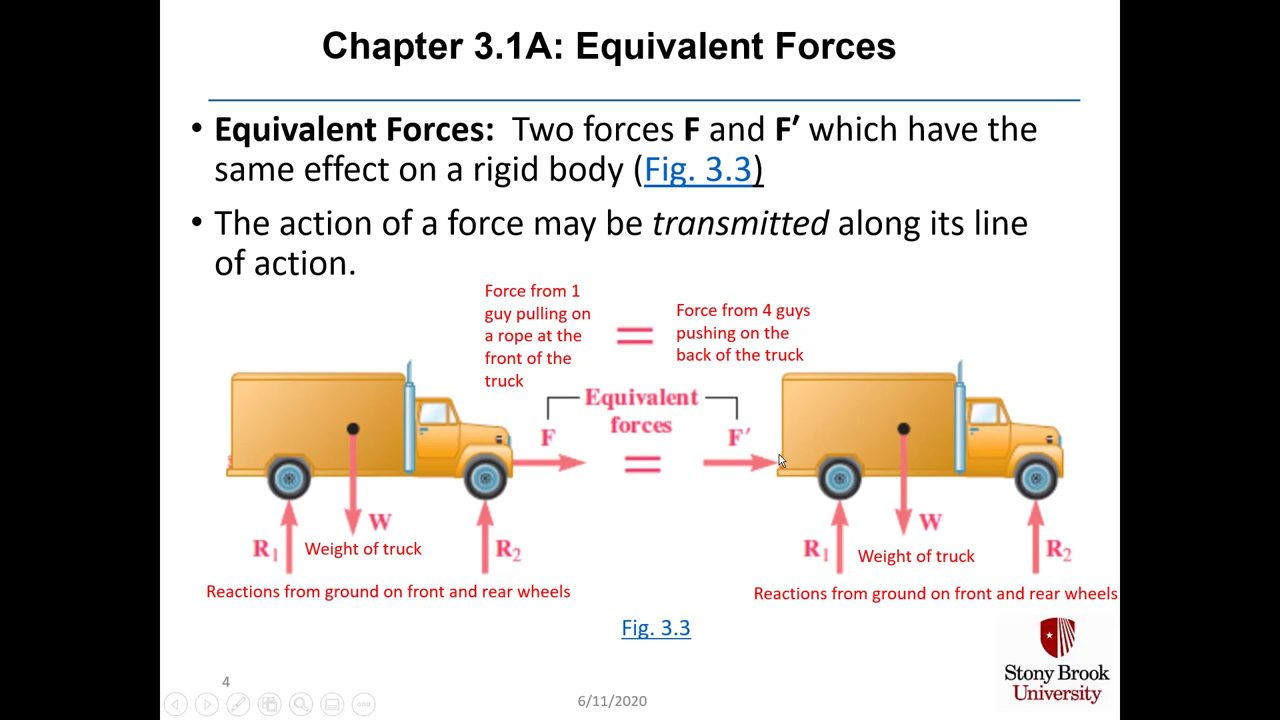 Chapter 3.1A: Equivalent Forces
• Equivalent Forces: Two forces F and F′ which have the
same effect on a rigid body (Fig. 3.3)
• The action of a force may be transmitted along its line
of action.
Force from 1
guy pulling on
a rope at the
front of the
truck
=
Force from 4 guys
pushing on the
back of the truck
Equivalent
forces
F
=
F′
R1
W
R2
Weight of truck
Reactions from ground on front and rear wheels
R1
W
R2
Weight of truck
Reactions from ground on front and rear wheels
Fig. 3.3
Stony Brook
University
4
6/11/2020